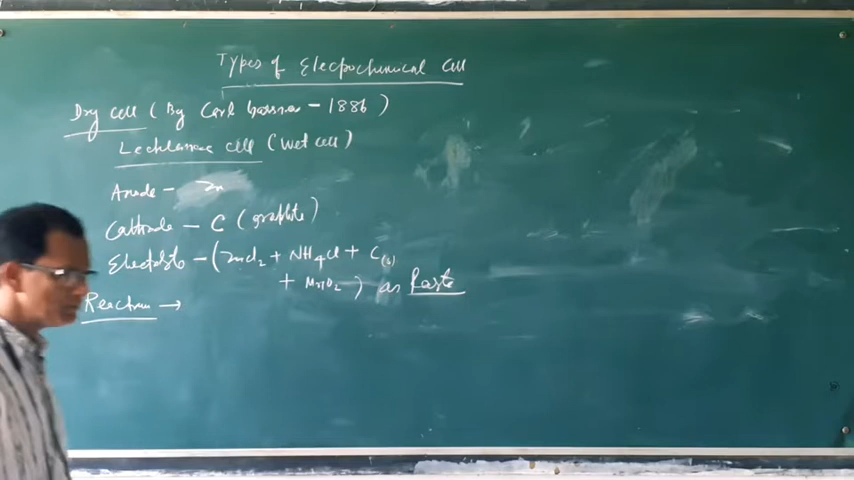 Types of Electrochemical Cell
Dry cell (By Carl Gassner - 1886)
Lechlanche cell (Wet cell)
Anode - Zn
Cathode - C (graphite)
Electrolyte - (ZnCl2 + NH4Cl + C(s)
+ MnO2) as Paste
Reaction →